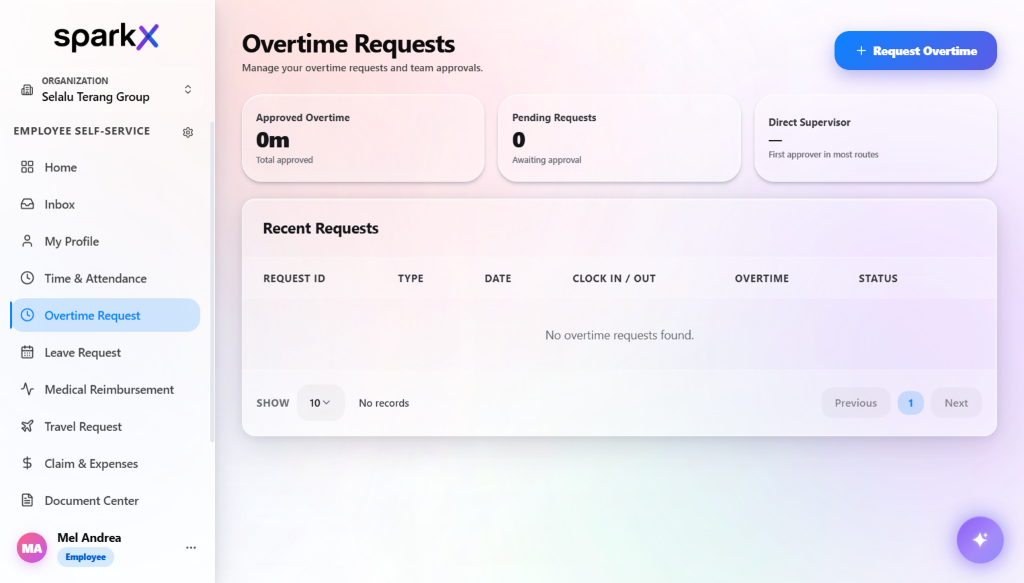 sparkX
ORGANIZATION
Selalu Terang Group
EMPLOYEE SELF-SERVICE
Home
Inbox
My Profile
Time & Attendance
Overtime Request
Leave Request
Medical Reimbursement
Travel Request
Claim & Expenses
Document Center
MA
Mel Andrea
Employee
Overtime Requests
Manage your overtime requests and team approvals.
+ Request Overtime
Approved Overtime
0m
Total approved
Pending Requests
0
Awaiting approval
Direct Supervisor
—
First approver in most routes
Recent Requests
REQUEST ID TYPE DATE CLOCK IN / OUT OVERTIME STATUS
No overtime requests found.
SHOW 10 No records Previous 1 Next